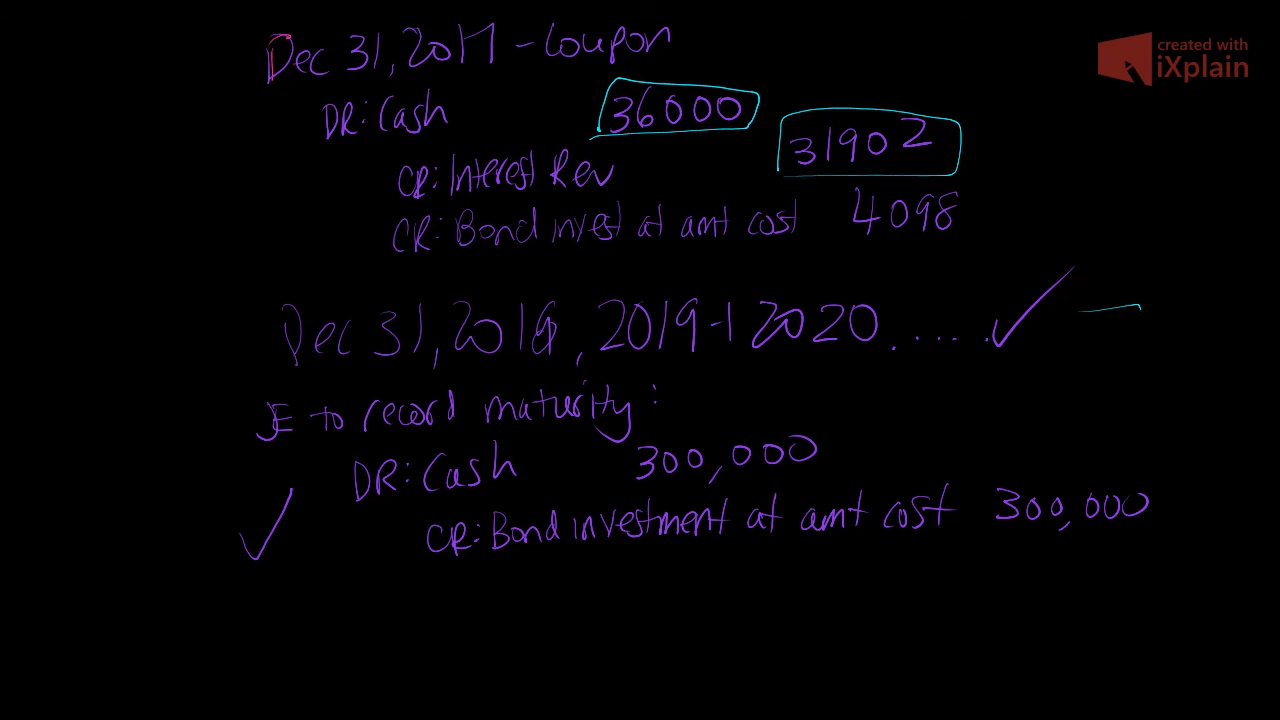 Dec 31, 2017 - Coupon
created with
iXplain
DR: Cash 36000
CR: Interest Rev 31902
CR: Bond invest at amt cost 4098
Dec 31, 2018, 2019 - 1 2020 . . . . . .
JE to record maturity:
DR: Cash 300,000
CR: Bond investment at amt cost 300,000